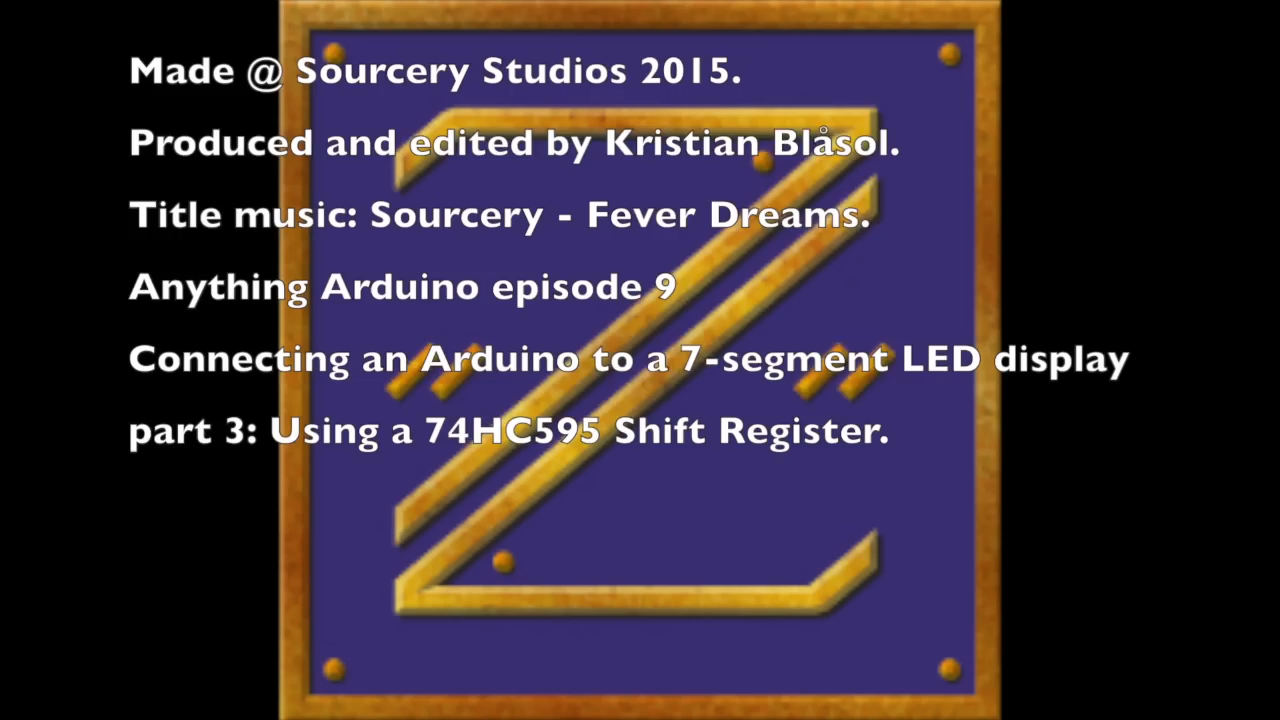 Made @ Sourcery Studios 2015.
Produced and edited by Kristian Blåsol.
Title music: Sourcery - Fever Dreams.
Anything Arduino episode 9
Connecting an Arduino to a 7-segment LED display
part 3: Using a 74HC595 Shift Register.